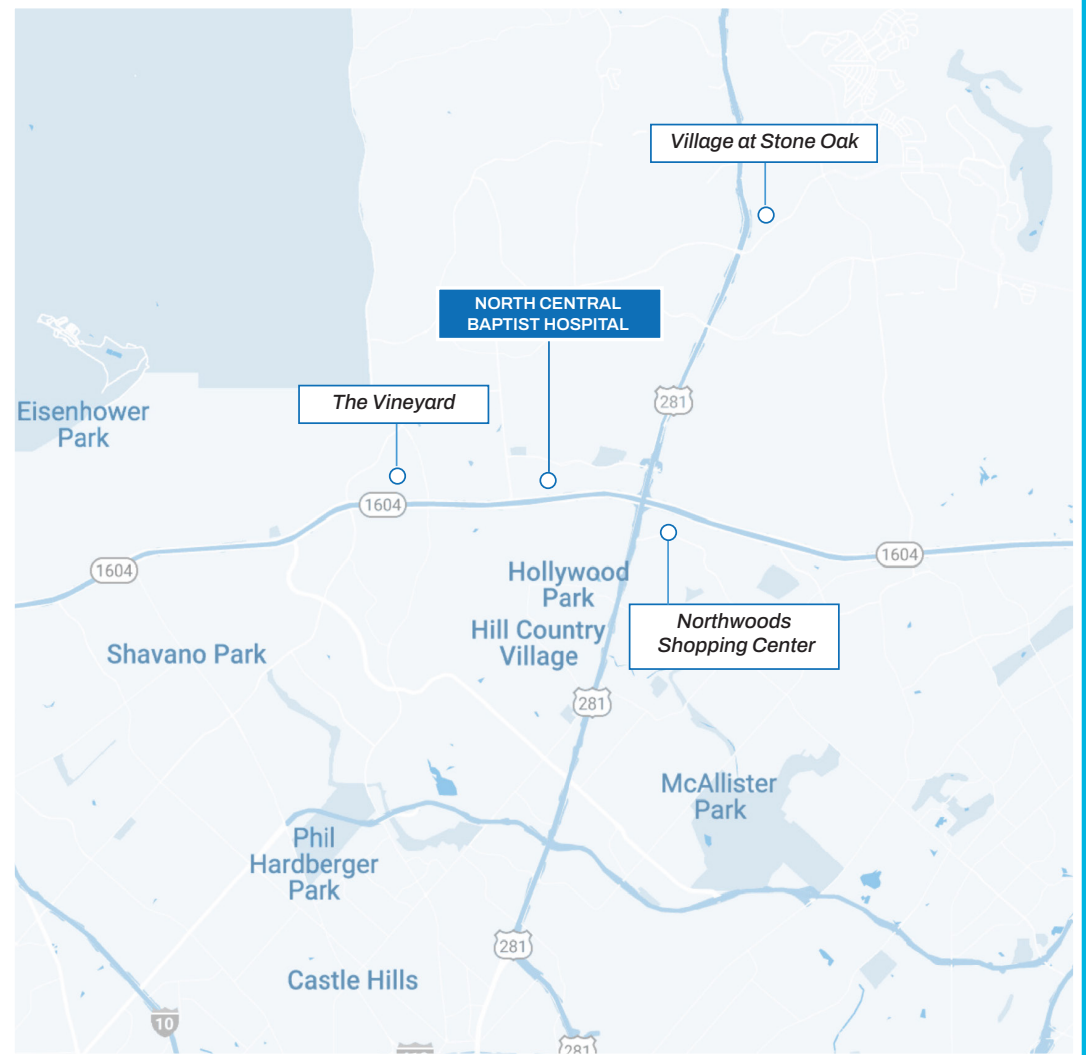 Village at Stone Oak
NORTH CENTRAL
BAPTIST HOSPITAL
The Vineyard
281
Eisenhower
Park
1604
1604
1604
Hollywood
Park
Hill Country
Village
Northwoods
Shopping Center
Shavano Park
281
McAllister
Park
Phil
Hardberger
Park
281
Castle Hills
10
281